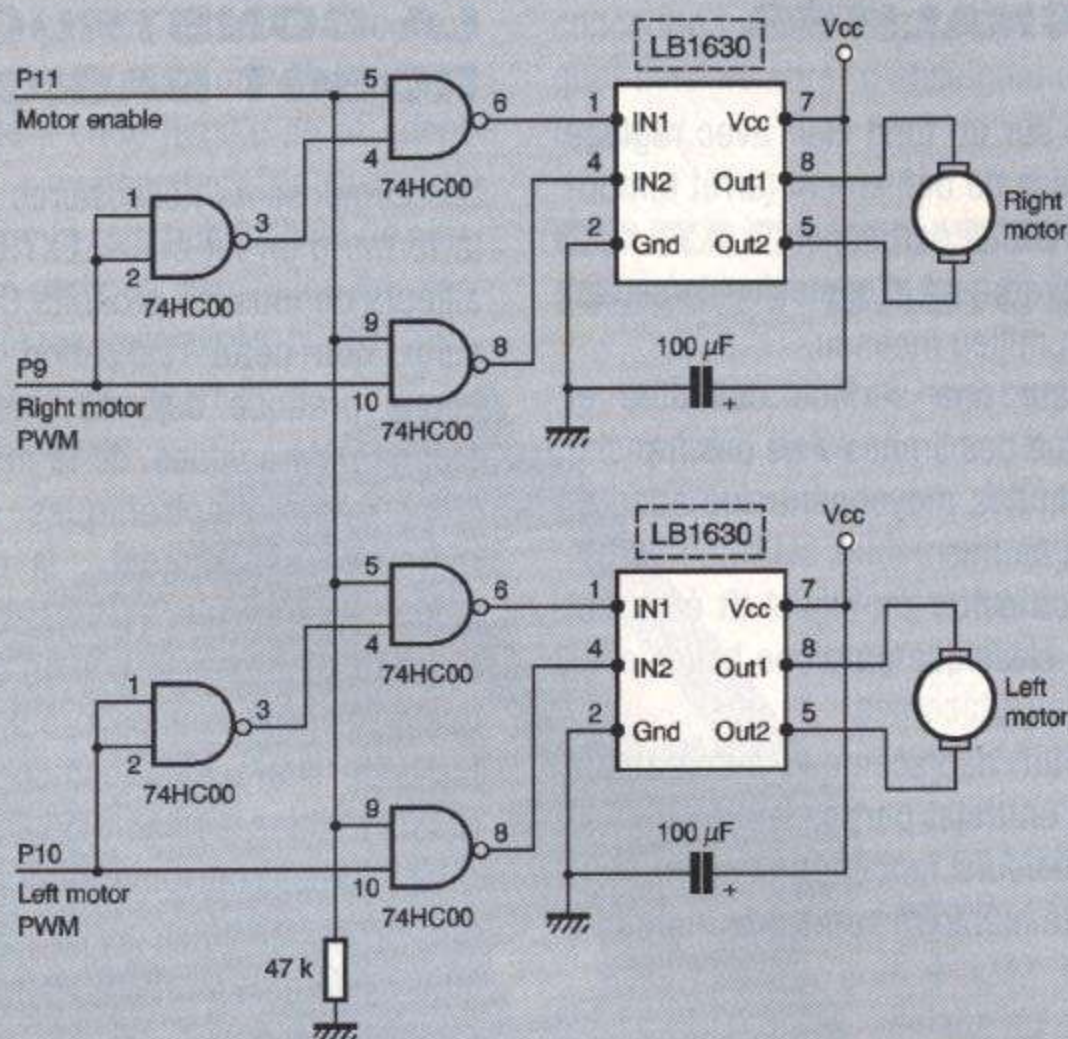 LB1630
Vcc
P11
Motor enable
5
4
6
74HC00
1
2
3
74HC00
P9
Right motor
PWM
9
10
8
74HC00
1
4
2
IN1
IN2
Gnd
Vcc
Out1
Out2
7
8
5
Right
motor
100 µF
+
LB1630
Vcc
5
4
6
74HC00
1
2
3
74HC00
P10
Left motor
PWM
9
10
8
74HC00
1
4
2
IN1
IN2
Gnd
Vcc
Out1
Out2
7
8
5
Left
motor
100 µF
+
47 k